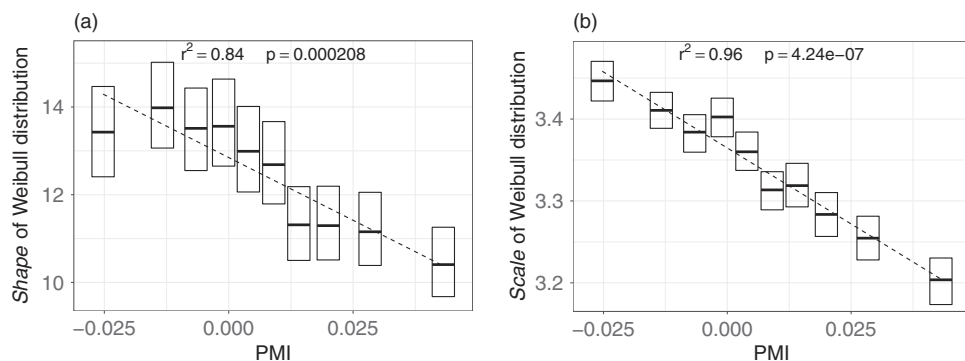 (a)
r² = 0.84 p = 0.000208
Shape of Weibull distribution
14
12
10
−0.025 0.000 0.025
PMI
(b)
r² = 0.96 p = 4.24e−07
Scale of Weibull distribution
3.4
3.3
3.2
−0.025 0.000 0.025
PMI